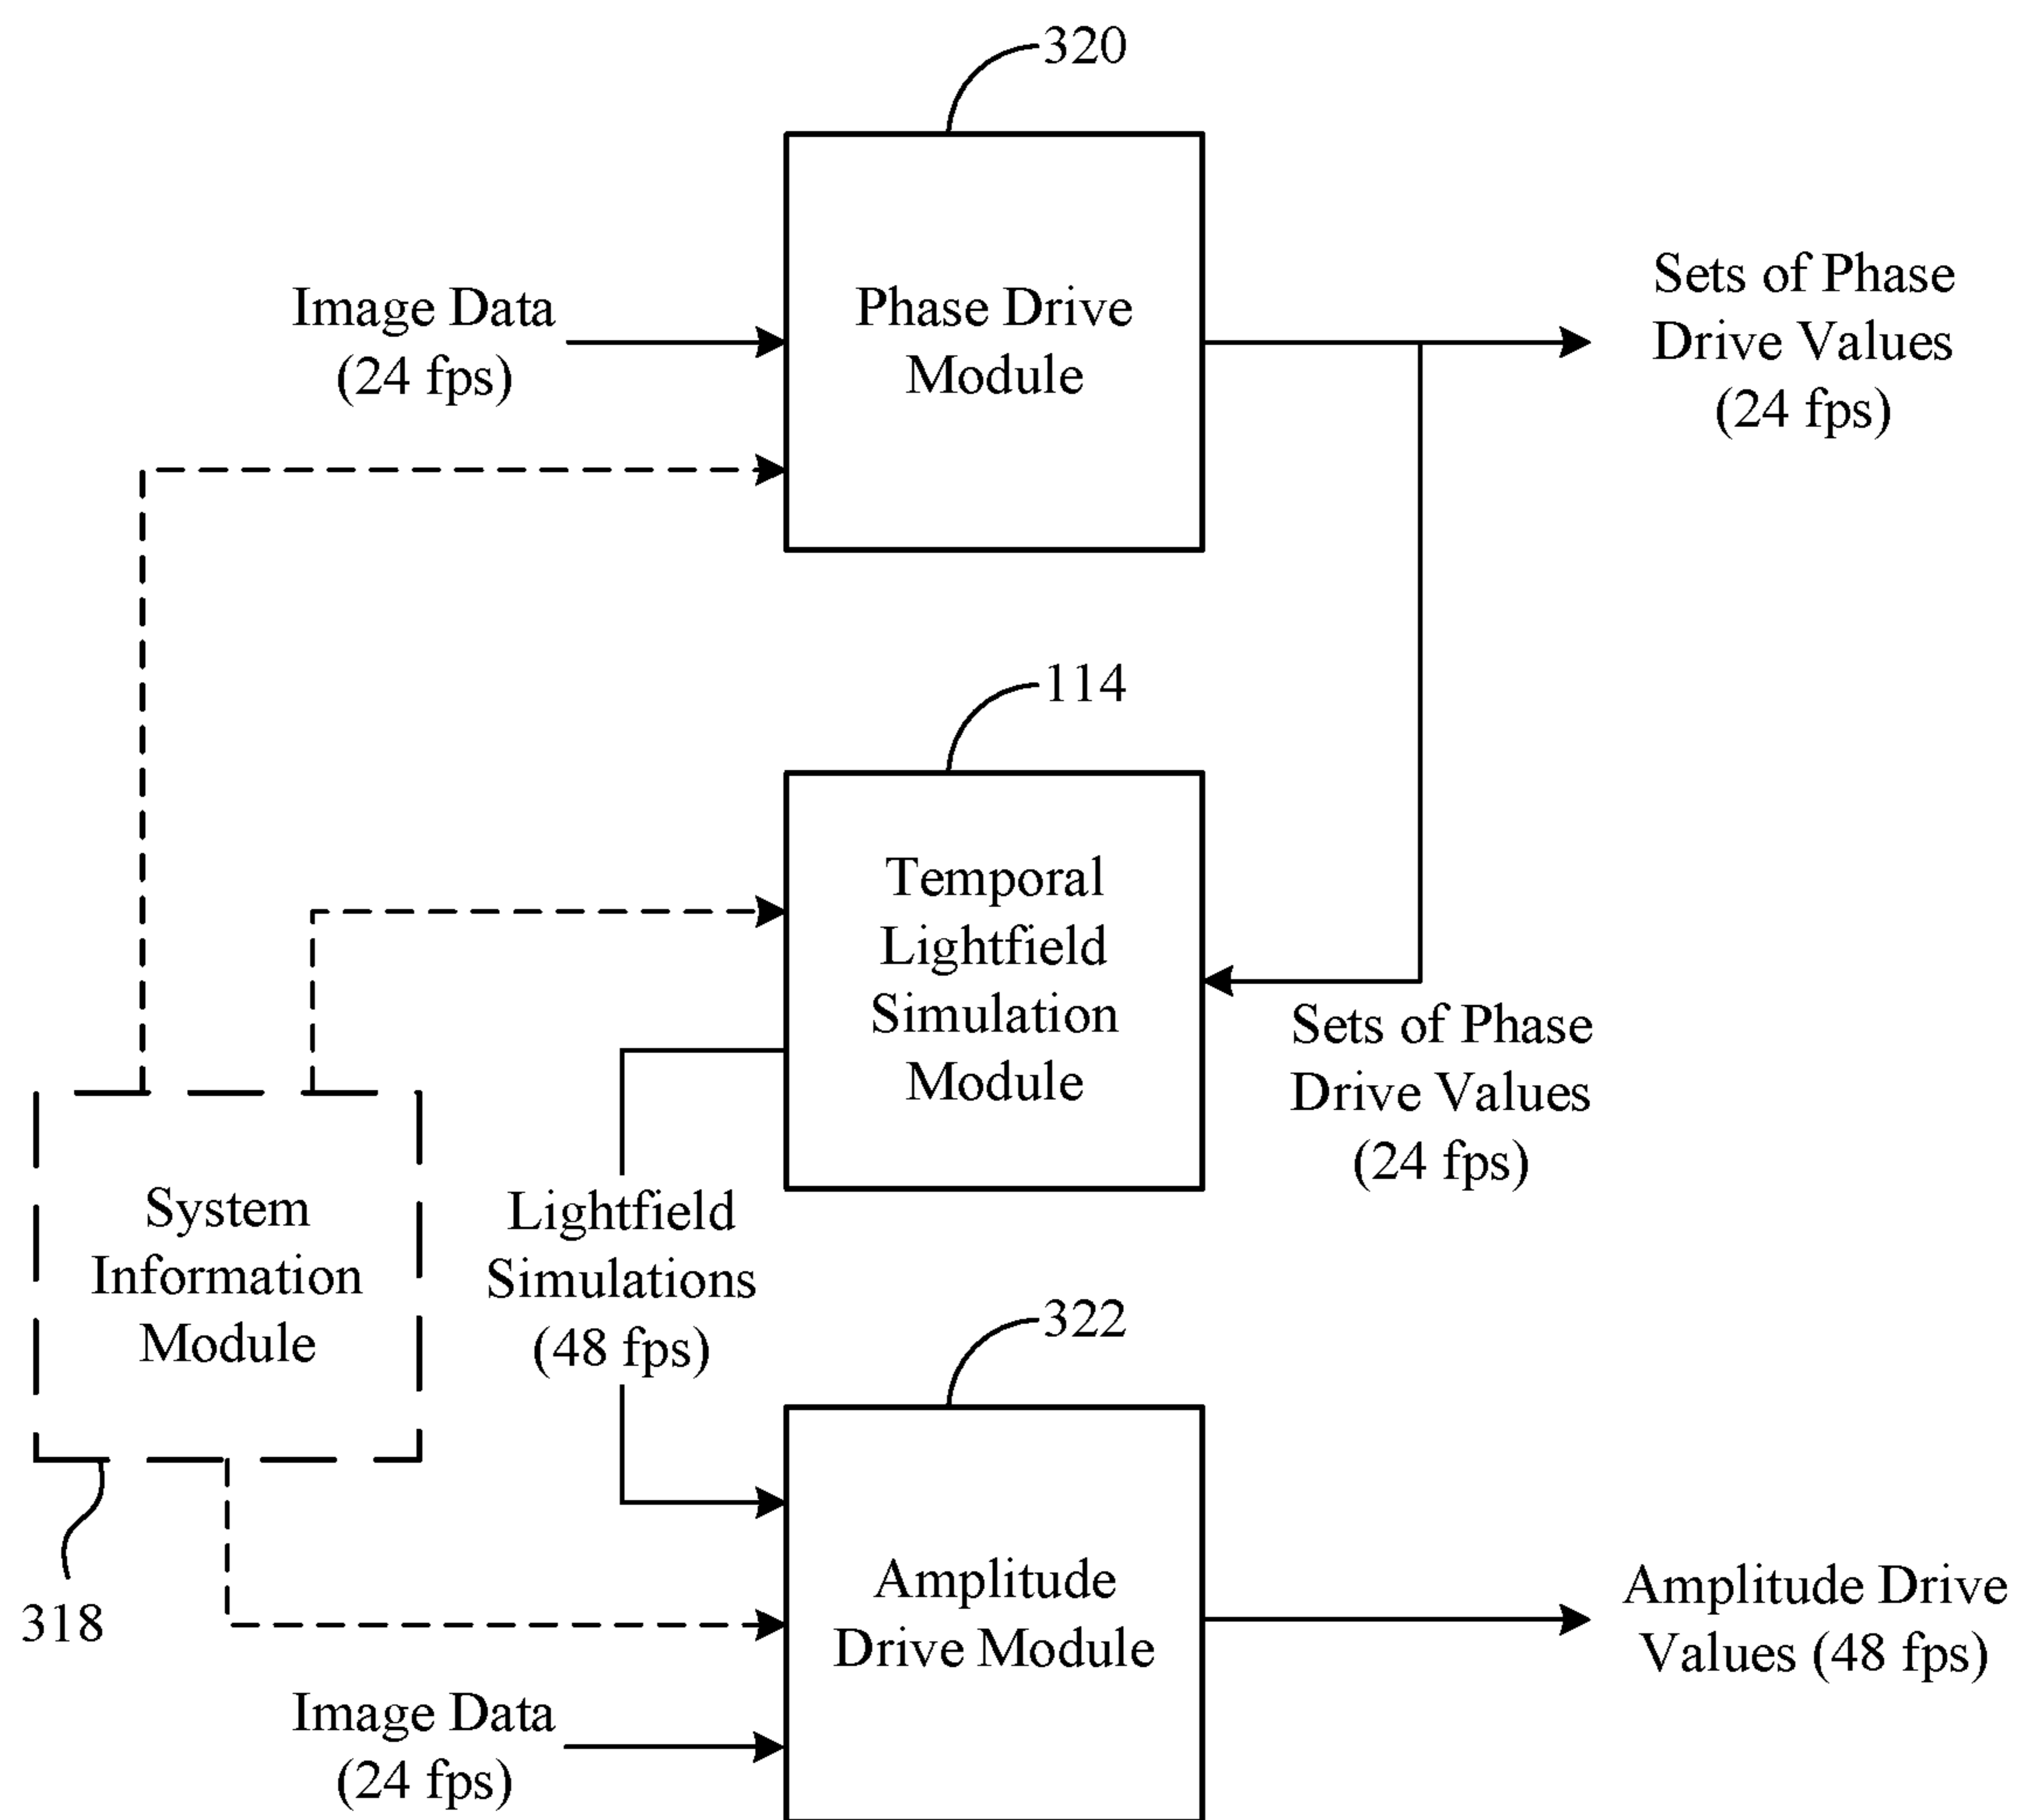 320
Image Data
(24 fps)
Phase Drive
Module
Sets of Phase
Drive Values
(24 fps)
114
Temporal
Lightfield
Simulation
Module
Sets of Phase
Drive Values
(24 fps)
System
Information
Module
318
Lightfield
Simulations
(48 fps)
322
Amplitude
Drive Module
Amplitude Drive
Values (48 fps)
Image Data
(24 fps)